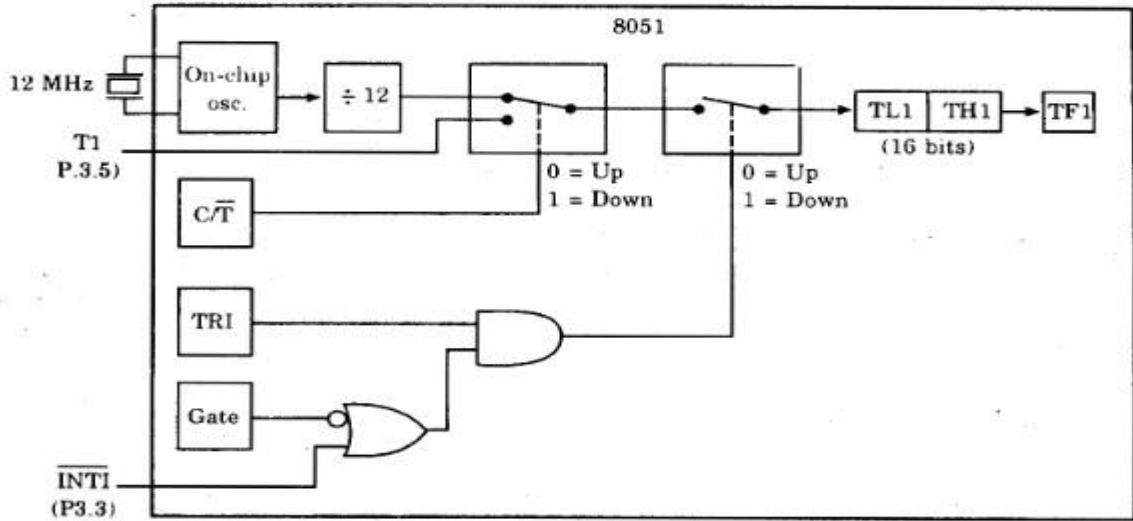 8051
12 MHz
On-chip
osc.
÷ 12
TL1 TH1
TF1
(16 bits)
T1
(P.3.5)
0 = Up
1 = Down
0 = Up
1 = Down
C/T̅
TRI
Gate
I̅N̅T̅I̅
(P3.3)